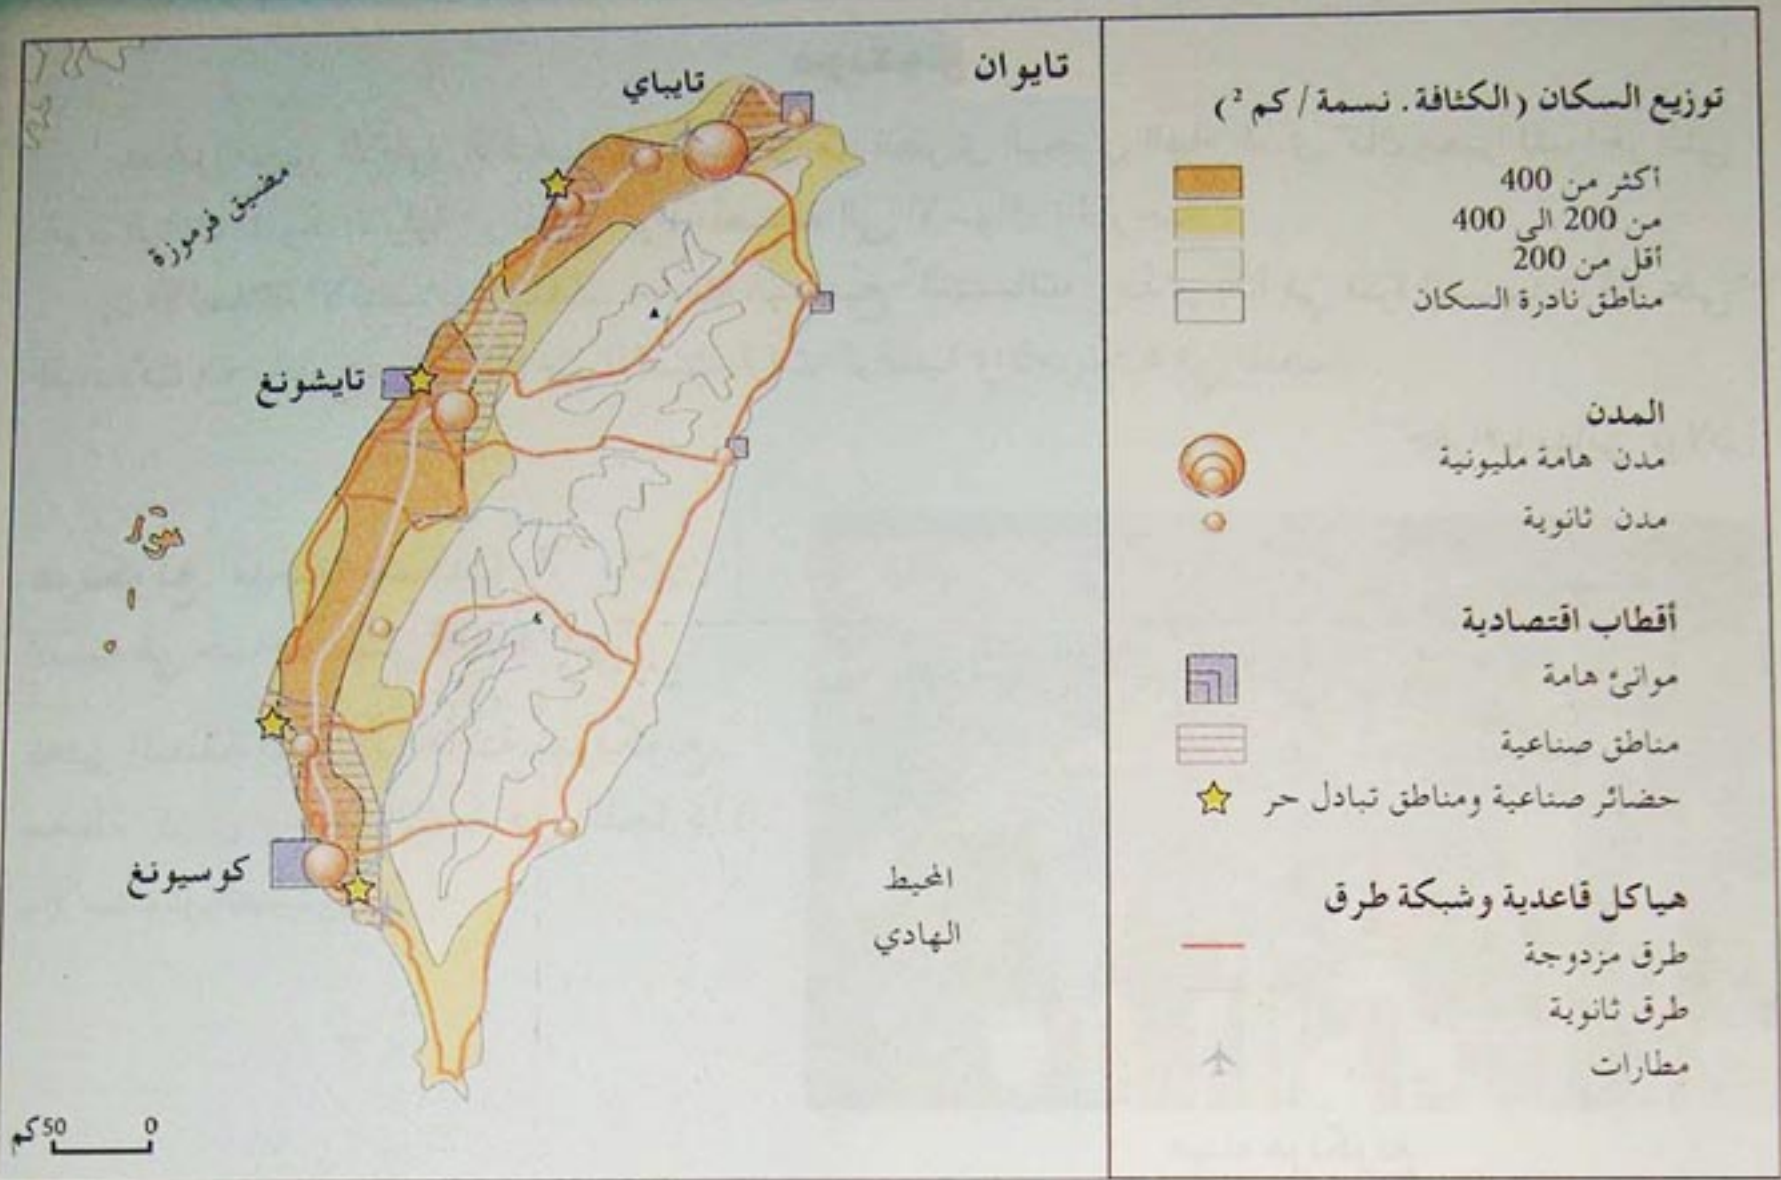 تايوان
تايباي
مضيق فرموزة
تايشونغ
كوسيونغ
المحيط
الهادي
50كم 0
توزيع السكان (الكثافة. نسمة / كم ²)
أكثر من 400
من 200 الى 400
أقل من 200
مناطق نادرة السكان
المدن
مدن هامة مليونية
مدن ثانوية
أقطاب اقتصادية
موانئ هامة
مناطق صناعية
حضائر صناعية ومناطق تبادل حر
هياكل قاعدية وشبكة طرق
طرق مزدوجة
طرق ثانوية
مطارات